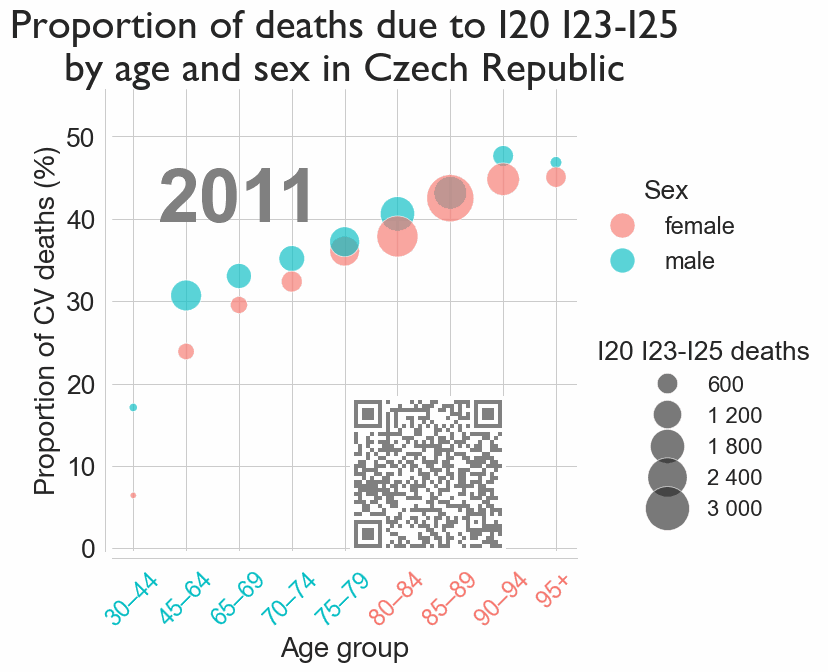 Proportion of deaths due to I20 I23-I25
by age and sex in Czech Republic
Proportion of CV deaths (%)
50
40
30
20
10
0
2011
30–44
45–64
65–69
70–74
75–79
80–84
85–89
90–94
95+
Age group
Sex
female
male
I20 I23-I25 deaths
600
1 200
1 800
2 400
3 000